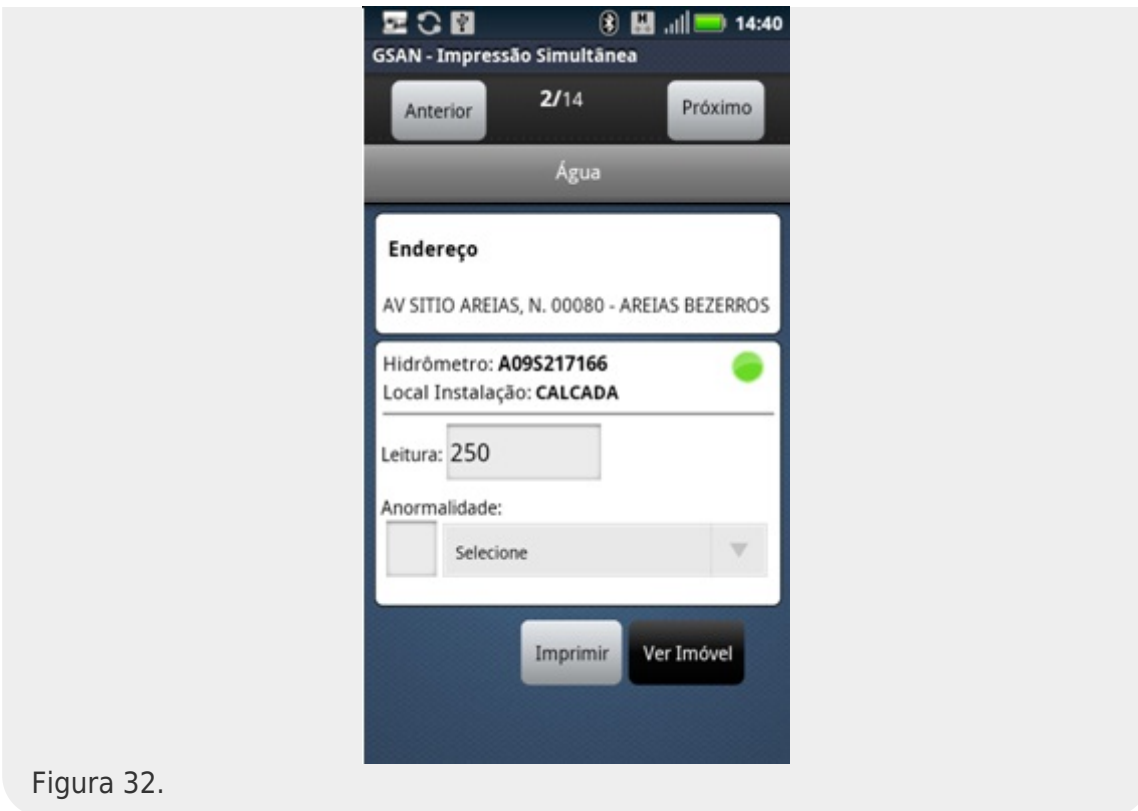 14:40
GSAN - Impressão Simultânea
Anterior 2/14 Próximo
Água
Endereço
AV SITIO AREIAS, N. 00080 - AREIAS BEZERROS
Hidrômetro: A09S217166
Local Instalação: CALCADA
Leitura: 250
Anormalidade:
Selecione
Imprimir Ver Imóvel
Figura 32.